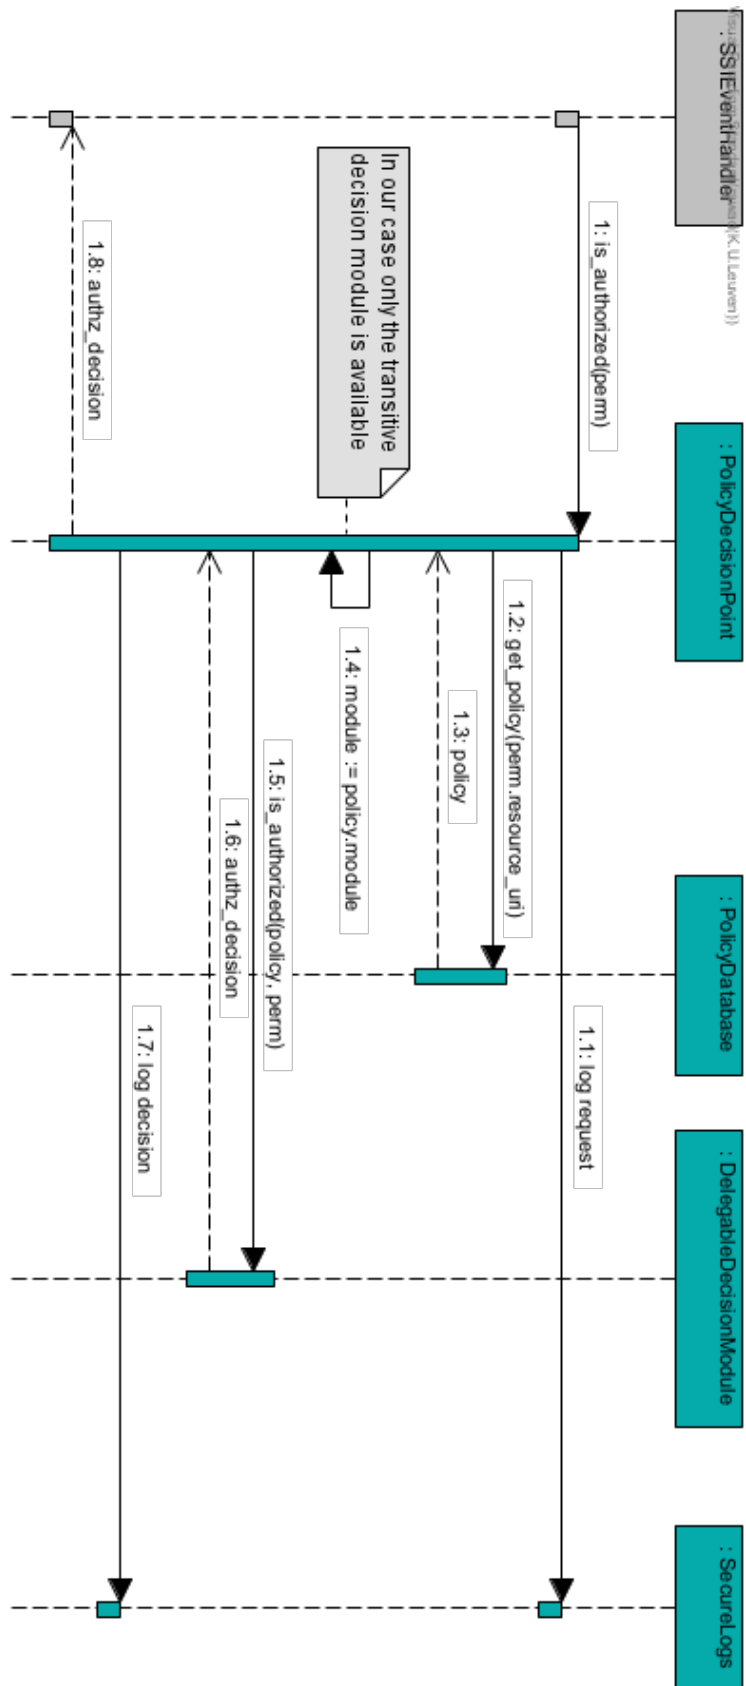 : SSIEventHandler
: PolicyDecisionPoint
: PolicyDatabase
: DelegableDecisionModule
: SecureLogs
K.U.Leuven))
1: is_authorized(perm)
1.1: log request
1.2: get_policy(perm.resource_uri)
1.3: policy
In our case only the transitive
decision module is available
1.4: module := policy.module
1.5: is_authorized(policy, perm)
1.6: authz_decision
1.7: log decision
1.8: authz_decision